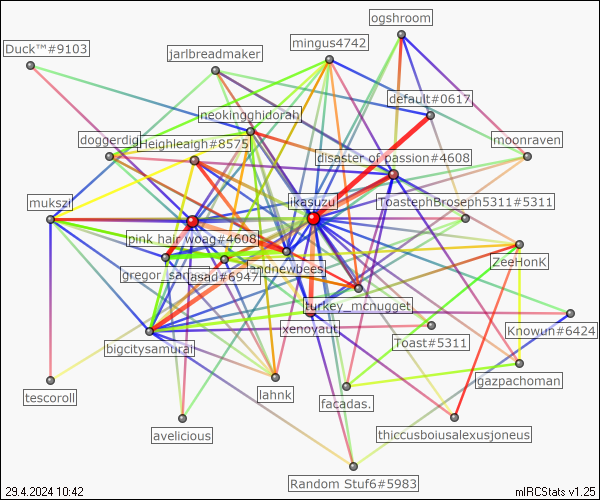 ogshroom
Duck™#9103
jarlbreadmaker
mingus4742
default#0617
neokingghidorah
doggerdig
Heighleaigh#8575
moonraven
disaster of passion#4608
mukszi
ikasuzu
ToastephBroseph5311#5311
pink hair woag#4608
ZeeHonK
andnewbees
asad#6947
turkey_mcnugget
xenoyaut
Knowun#6424
bigcitysamurai
Toast#5311
gazpachoman
tescoroll
lahnk
facadas.
avelicious
thiccusboiusalexusjoneus
Random Stuf6#5983
29.4.2024 10:42
mIRCStats v1.25